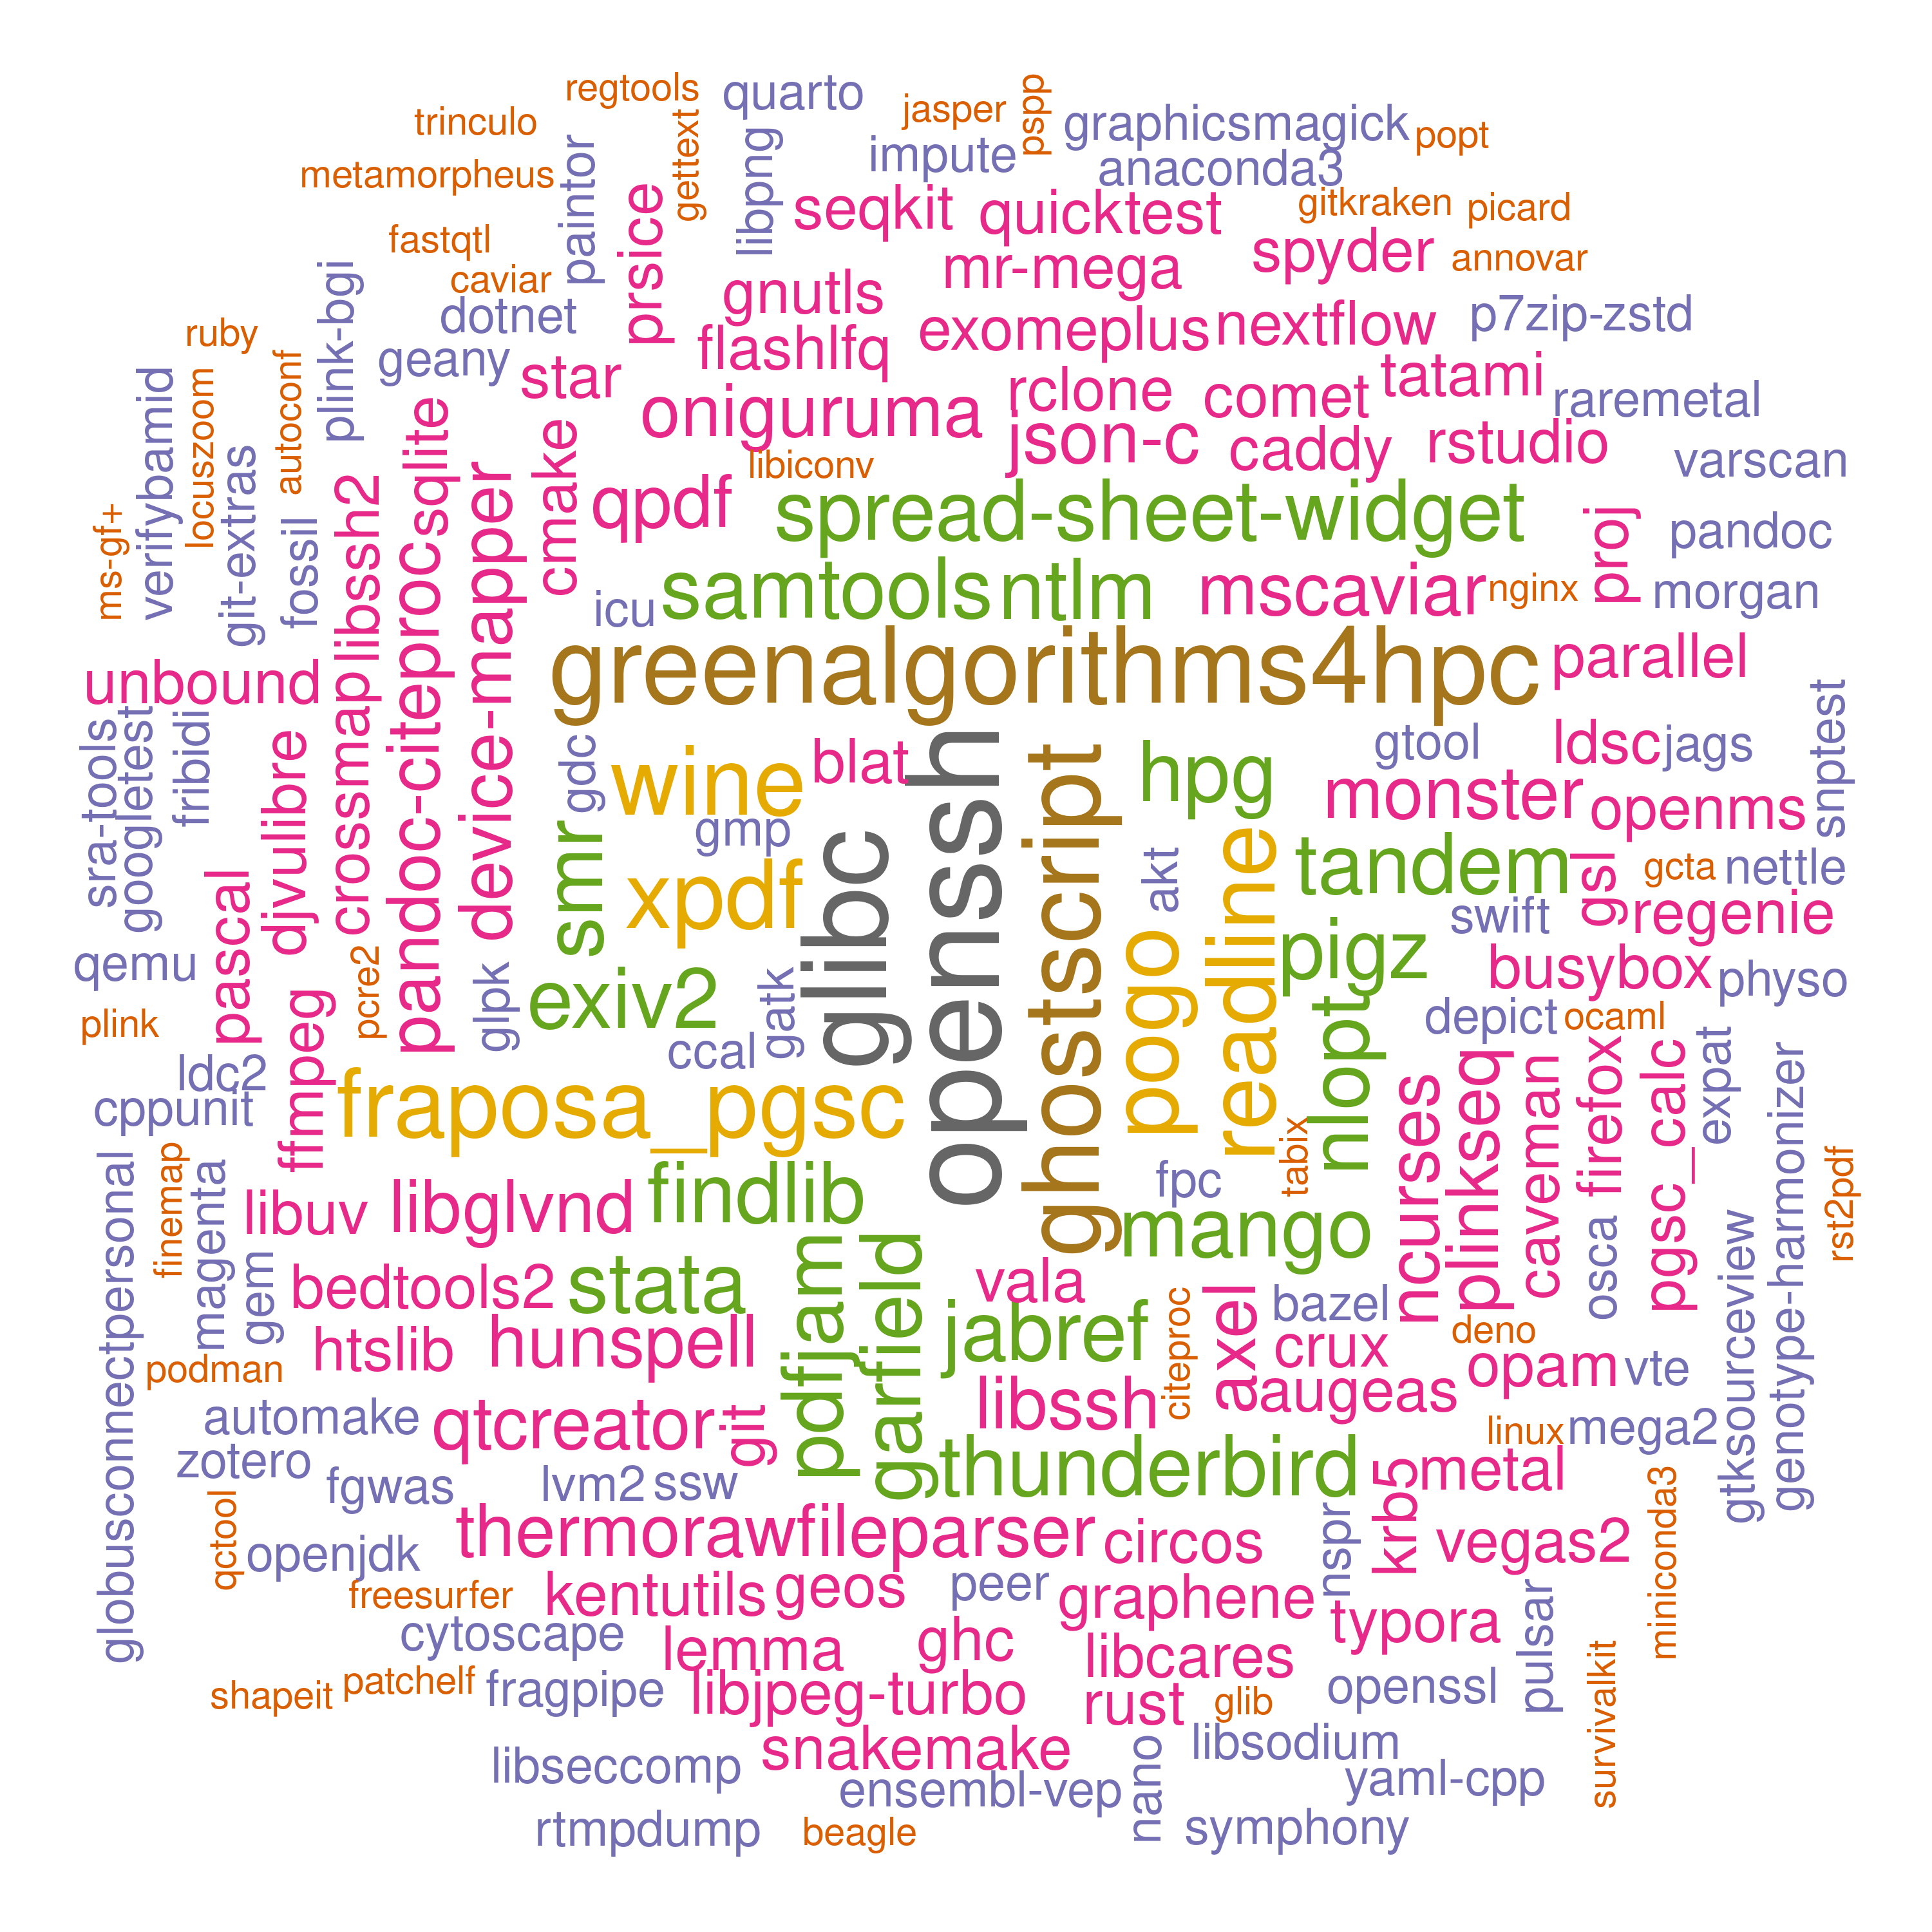 regtools
quarto
jasper
pspp
graphicsmagick
popt
trinculo
gettext
paintor
libpng
impute
anaconda3
metamorpheus
prsice
seqkit
quicktest
gitkraken
picard
fastqtl
caviar
mr-mega
spyder
annovar
plink-bgi
dotnet
gnutls
exomeplus
nextflow
p7zip-zstd
ruby
autoconf
geany
flashlfq
star
rclone
comet
tatami
raremetal
verifybamid
locuszoom
git-extras
sqlite
cmake
oniguruma
json-c
caddy
rstudio
varscan
libiconv
ms-gf+
fossil
libssh2
device-mapper
qpdf
spread-sheet-widget
proj
pandoc
icu
samtools
ntlm
mscaviar
nginx
morgan
unbound
crossmap
pandoc-citeproc
greenalgorithms4hpc
parallel
sra-tools
googletest
fribidi
djvulibre
gdc
wine
blat
openssh
ghostscript
hpg
gtool
ldsc
jags
snptest
gmp
monster
openms
smr
xpdf
glibc
akt
readline
tandem
gsl
gcta
nettle
pascal
pogo
swift
regenie
qemu
pcre2
glpk
exiv2
gatk
pigz
busybox
physo
plink
ffmpeg
ccal
nlopt
depict
ocaml
ldc2
cppunit
fraposa_pgsc
tabix
ncurses
plinkseq
caveman
firefox
pgsc_calc
expat
genotype-harmonizer
globusconnectpersonal
finemap
magenta
gem
libuv
libglvnd
findlib
fpc
mango
osca
gtksourceview
rst2pdf
bedtools2
stata
pdfjam
garfield
vala
citeproc
axel
bazel
htslib
hunspell
jabref
crux
deno
podman
libssh
augeas
opam
vte
automake
qtcreator
git
linux
mega2
zotero
fgwas
lvm2
ssw
thunderbird
krb5
metal
miniconda3
qctool
openjdk
thermorawfileparser
circos
nspr
vegas2
freesurfer
kentutils
geos
peer
graphene
typora
pulsar
cytoscape
lemma
ghc
libcares
survivalkit
shapeit
patchelf
fragpipe
libjpeg-turbo
rust
glib
openssl
libseccomp
snakemake
nano
libsodium
ensembl-vep
yaml-cpp
rtmpdump
beagle
symphony